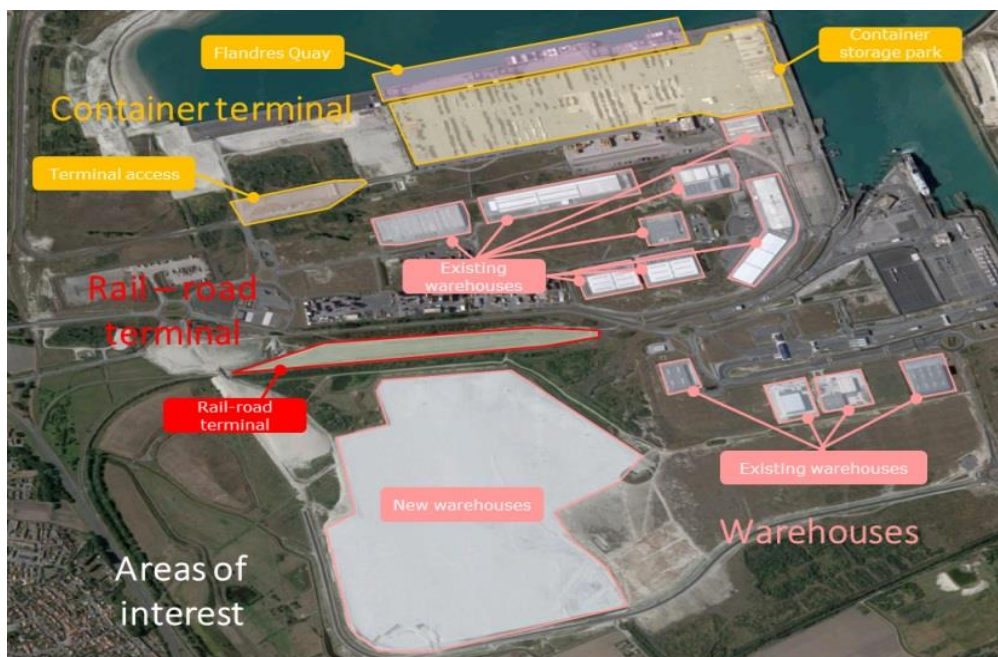 Flandres Quay
Container
storage park
Container terminal
Terminal access
Existing
warehouses
Rail – road
terminal
Rail-road
terminal
Existing warehouses
New warehouses
Warehouses
Areas of
interest